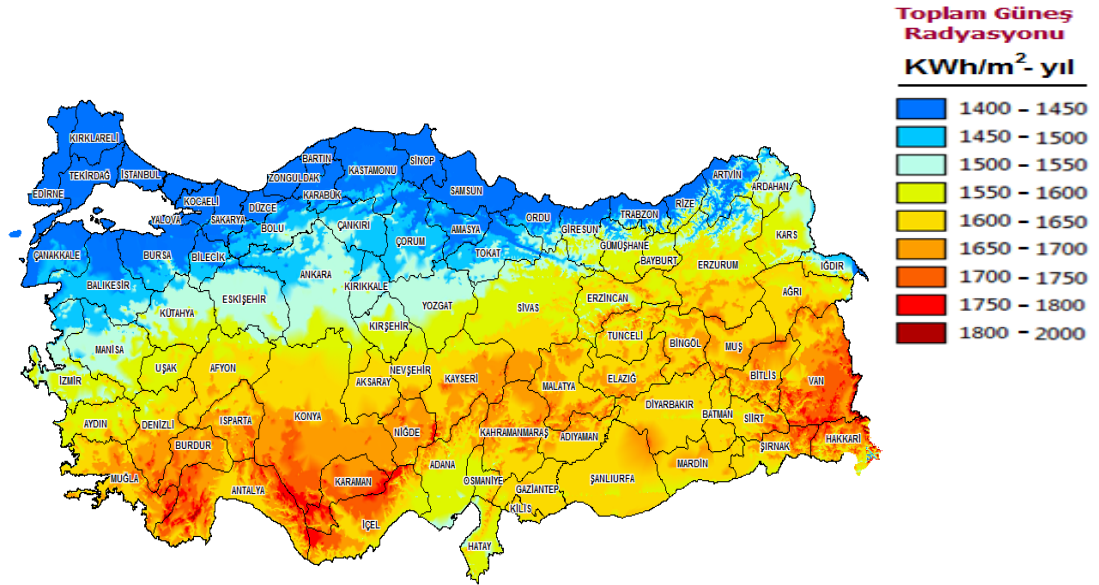 Toplam Güneş
Radyasyonu
KWh/m²- yıl
1400 - 1450
1450 - 1500
1500 - 1550
1550 - 1600
1600 - 1650
1650 - 1700
1700 - 1750
1750 - 1800
1800 - 2000
KIRKLARELİ
TEKİRDAĞ
İSTANBUL
EDİRNE
KOCAELİ
YALOVA
SAKARYA
DÜZCE
ZONGULDAK
BARTIN
KARABÜK
KASTAMONU
SİNOP
SAMSUN
BOLU
ÇANKIRI
ÇORUM
AMASYA
TOKAT
ORDU
GİRESUN
TRABZON
RİZE
ARTVİN
ARDAHAN
GÜMÜŞHANE
BAYBURT
ERZURUM
KARS
IĞDIR
AĞRI
ÇANAKKALE
BURSA
BİLECİK
BALIKESİR
KÜTAHYA
ESKİŞEHİR
ANKARA
KIRIKKALE
YOZGAT
KIRŞEHİR
SİVAS
ERZİNCAN
TUNCELİ
BİNGÖL
MUŞ
BİTLİS
VAN
MANİSA
İZMİR
UŞAK
AFYON
AKSARAY
NEVŞEHİR
KAYSERİ
MALATYA
ELAZIĞ
DİYARBAKIR
BATMAN
SİİRT
AYDIN
DENİZLİ
ISPARTA
KONYA
NİĞDE
KAHRAMANMARAŞ
ADIYAMAN
MARDİN
ŞIRNAK
HAKKARİ
BURDUR
MUĞLA
ANTALYA
KARAMAN
İÇEL
ADANA
OSMANİYE
GAZİANTEP
KİLİS
ŞANLIURFA
HATAY